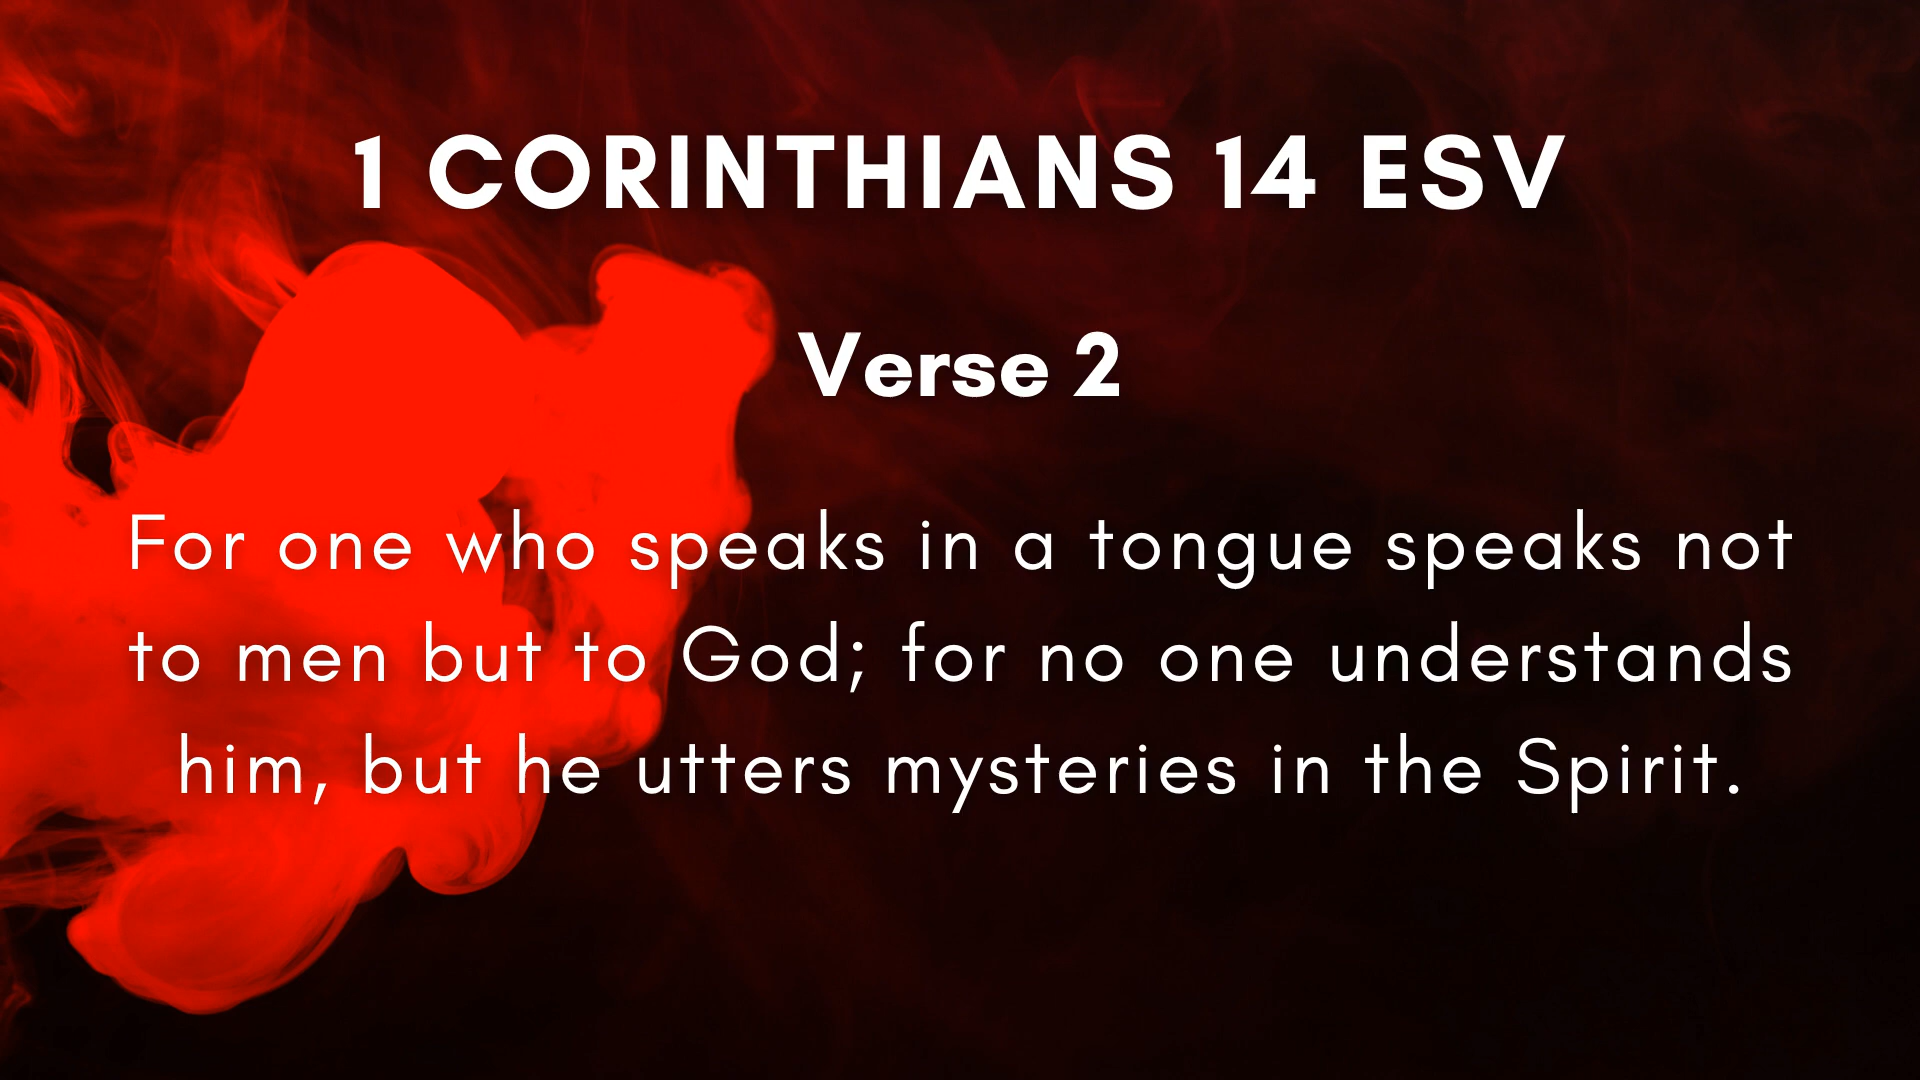 1 CORINTHIANS 14 ESV
Verse 2
For one who speaks in a tongue speaks not
to men but to God; for no one understands
him, but he utters mysteries in the Spirit.